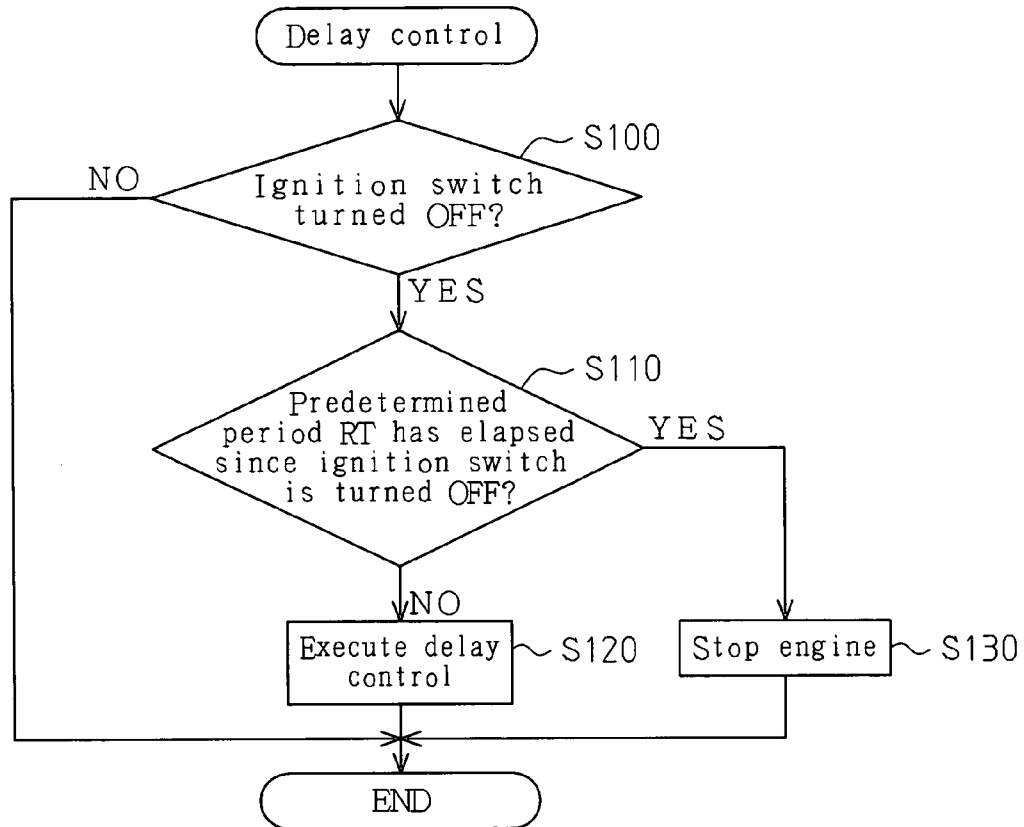 Delay control
S100
NO
Ignition switch
turned OFF?
YES
S110
Predetermined
period RT has elapsed
since ignition switch
is turned OFF?
YES
NO
Execute delay
control
S120
Stop engine
S130
END